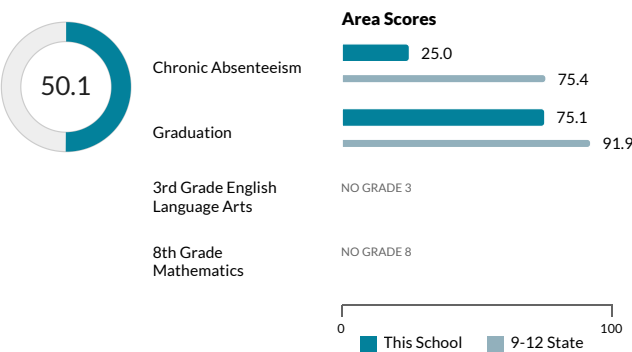 Area Scores
50.1
Chronic Absenteeism
25.0
75.4
Graduation
75.1
91.9
3rd Grade English
Language Arts
NO GRADE 3
8th Grade
Mathematics
NO GRADE 8
0
100
This School
9-12 State